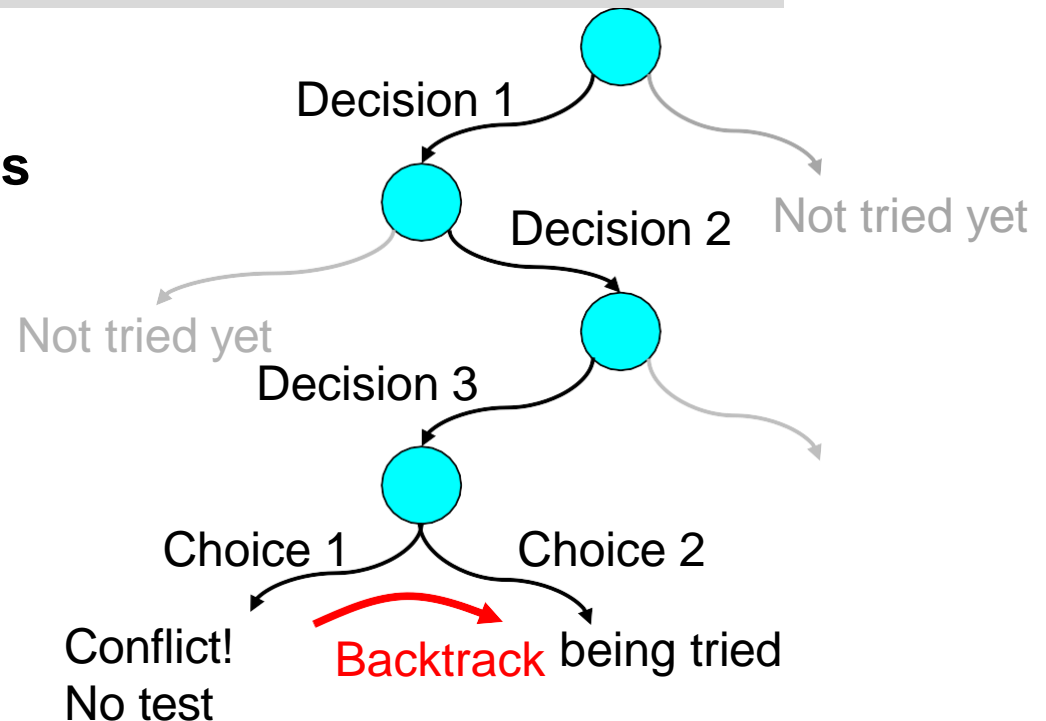 Decision 1
s
Not tried yet
Decision 2
Not tried yet
Decision 3
Choice 1
Choice 2
Conflict!
No test
Backtrack
being tried